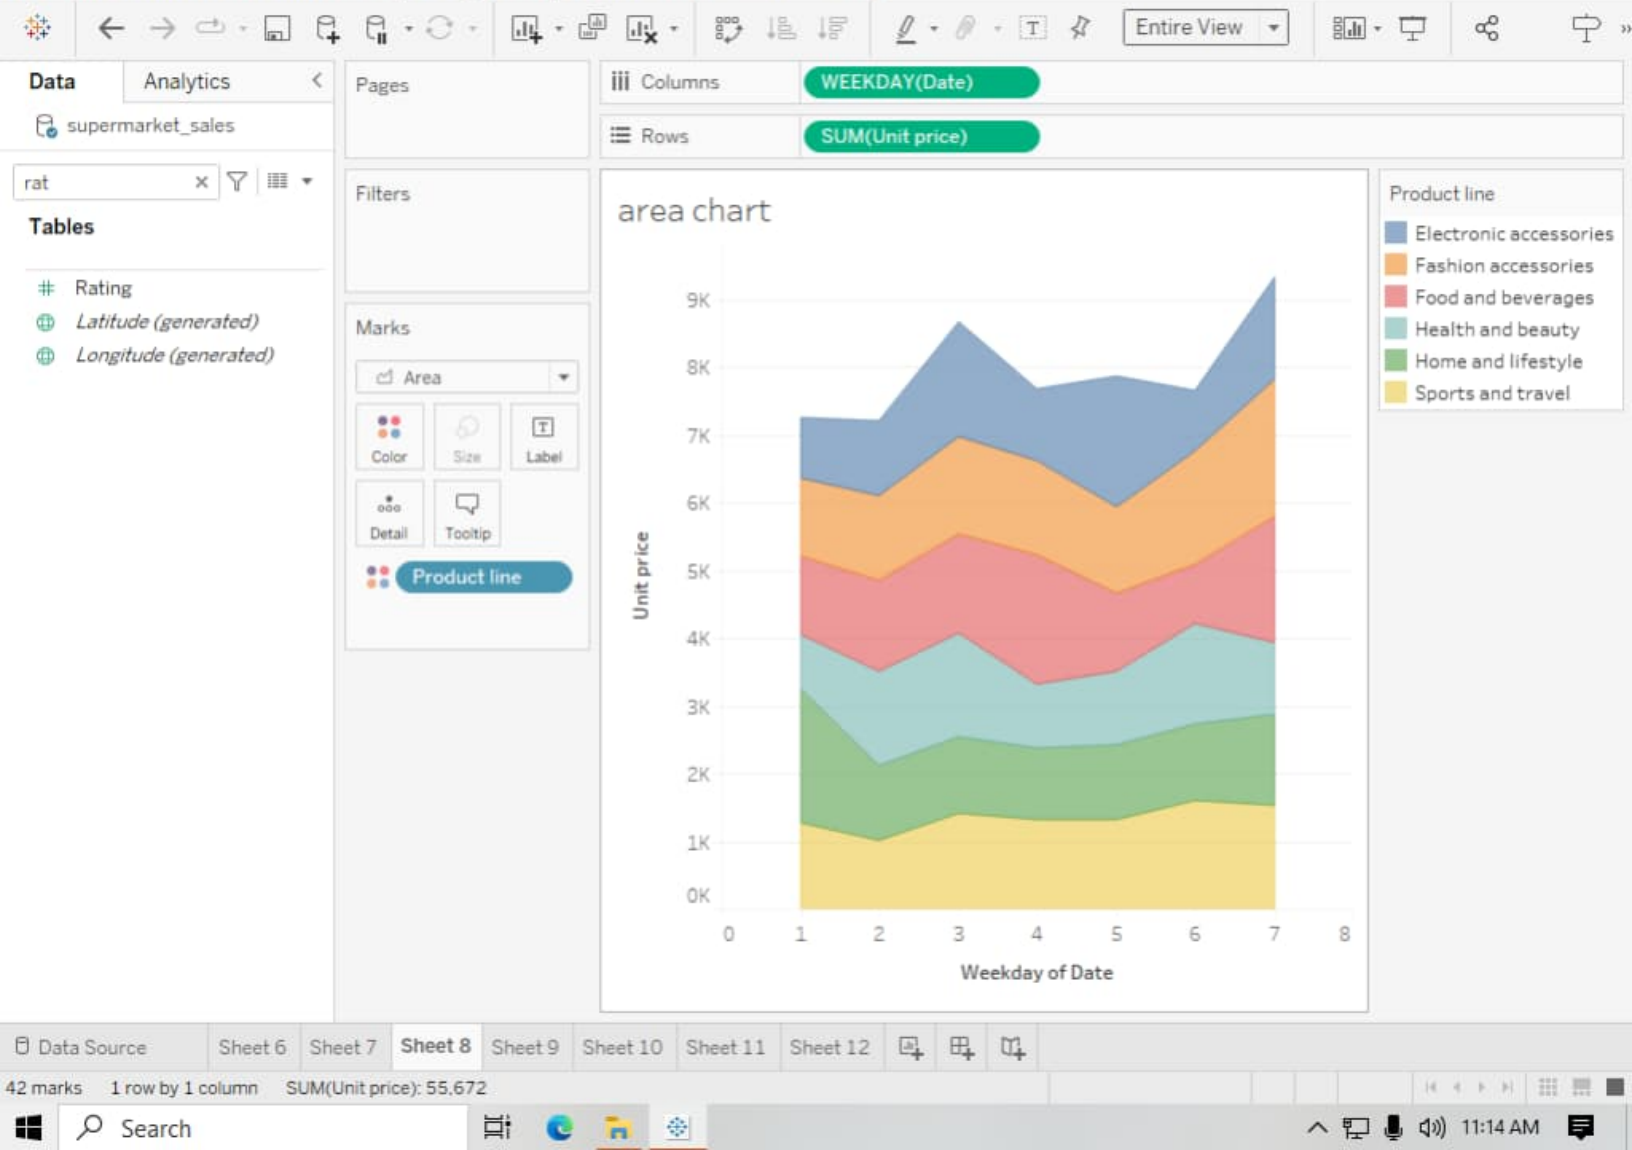 Entire View
Data
Analytics
supermarket_sales
rat
Tables
Rating
Latitude (generated)
Longitude (generated)
Pages
Filters
Marks
Area
Color
Size
Label
Detail
Tooltip
Product line
Columns
WEEKDAY(Date)
Rows
SUM(Unit price)
area chart
9K
8K
7K
6K
5K
4K
3K
2K
1K
0K
Unit price
0 1 2 3 4 5 6 7 8
Weekday of Date
Product line
Electronic accessories
Fashion accessories
Food and beverages
Health and beauty
Home and lifestyle
Sports and travel
Data Source Sheet 6 Sheet 7 Sheet 8 Sheet 9 Sheet 10 Sheet 11 Sheet 12
42 marks 1 row by 1 column SUM(Unit price): 55,672
Search
11:14 AM